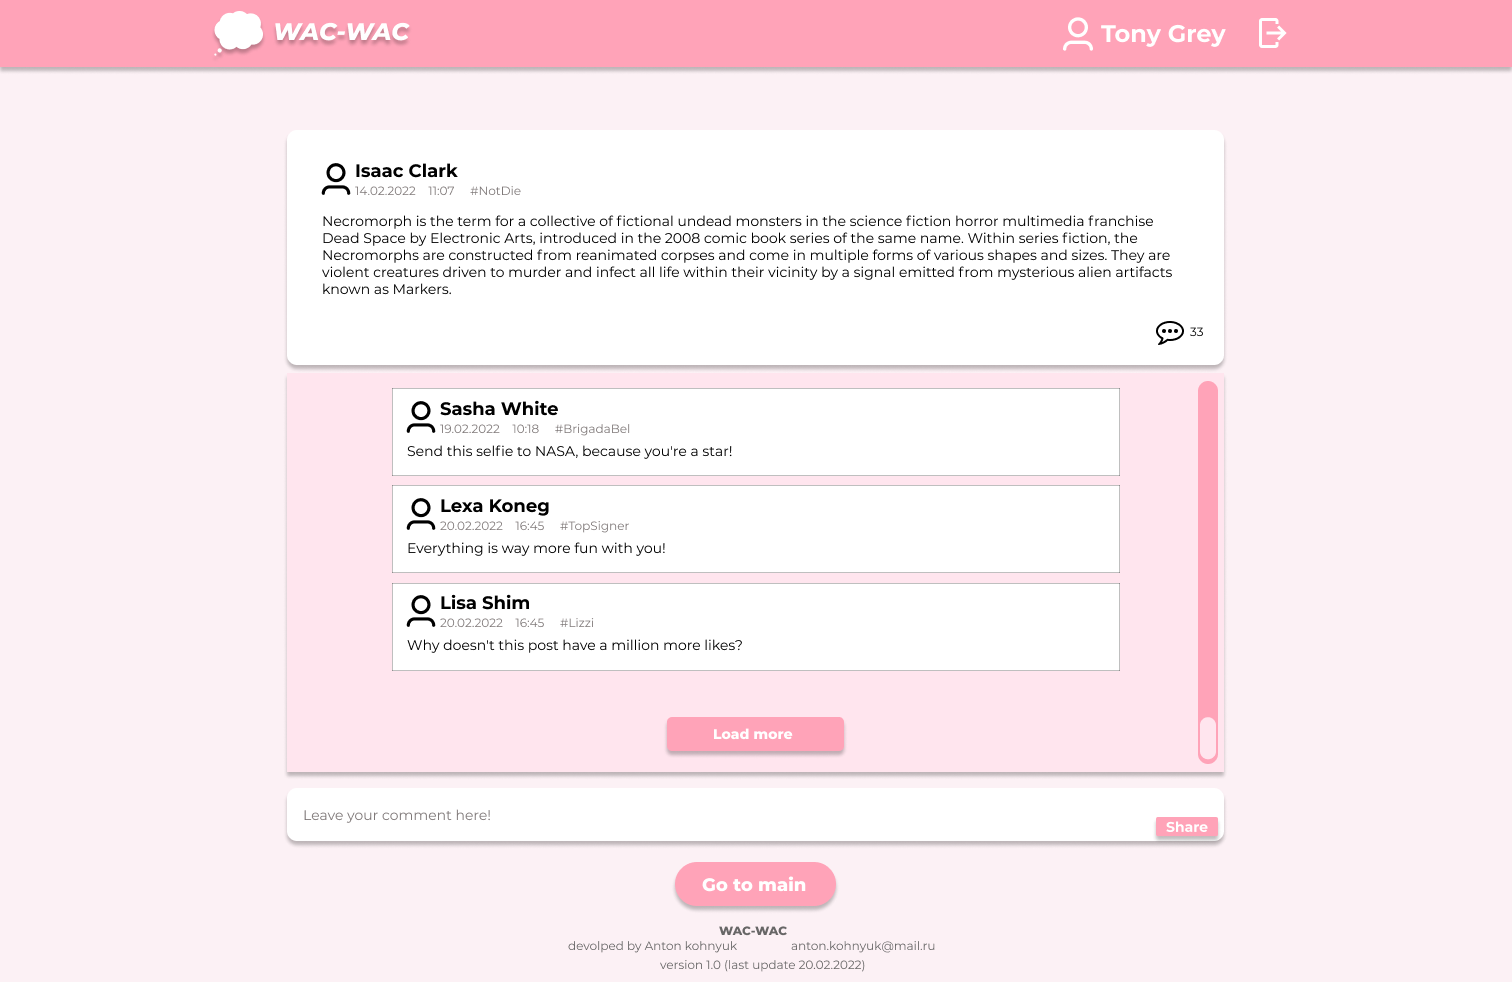 WAC-WAC
Tony Grey
Isaac Clark
14.02.2022 11:07 #NotDie
Necromorph is the term for a collective of fictional undead monsters in the science fiction horror multimedia franchise
Dead Space by Electronic Arts, introduced in the 2008 comic book series of the same name. Within series fiction, the
Necromorphs are constructed from reanimated corpses and come in multiple forms of various shapes and sizes. They are
violent creatures driven to murder and infect all life within their vicinity by a signal emitted from mysterious alien artifacts
known as Markers.
33
Sasha White
19.02.2022 10:18 #BrigadaBel
Send this selfie to NASA, because you're a star!
Lexa Koneg
20.02.2022 16:45 #TopSigner
Everything is way more fun with you!
Lisa Shim
20.02.2022 16:45 #Lizzi
Why doesn't this post have a million more likes?
Load more
Leave your comment here!
Share
Go to main
WAC-WAC
devolped by Anton kohnyuk anton.kohnyuk@mail.ru
version 1.0 (last update 20.02.2022)